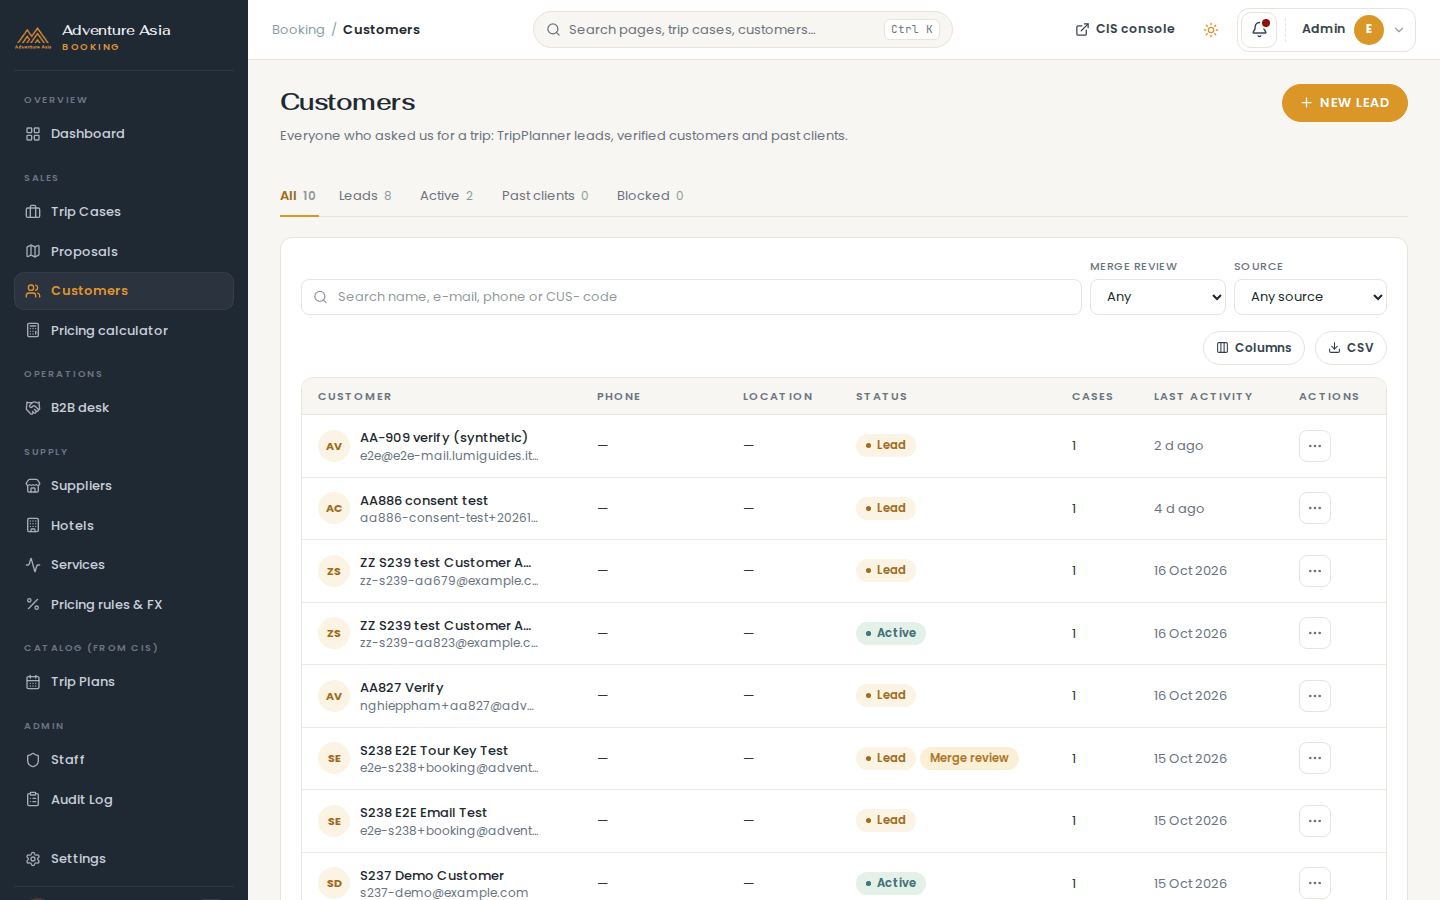 Adventure Asia
Adventure Asia
BOOKING
OVERVIEW
Dashboard
SALES
Trip Cases
Proposals
Customers
Pricing calculator
OPERATIONS
B2B desk
SUPPLY
Suppliers
Hotels
Services
Pricing rules & FX
CATALOG (FROM CIS)
Trip Plans
ADMIN
Staff
Audit Log
Settings
Booking / Customers
Search pages, trip cases, customers...
Ctrl K
CIS console
Admin
E
Customers
Everyone who asked us for a trip: TripPlanner leads, verified customers and past clients.
+ NEW LEAD
All 10 Leads 8 Active 2 Past clients 0 Blocked 0
MERGE REVIEW SOURCE
Search name, e-mail, phone or CUS- code
Any
Any source
Columns
CSV
CUSTOMER PHONE LOCATION STATUS CASES LAST ACTIVITY ACTIONS
AV AA-909 verify (synthetic) — — Lead 1 2 d ago ...
e2e@e2e-mail.lumiguides.it...
AC AA886 consent test — — Lead 1 4 d ago ...
aa886-consent-test+20261...
ZS ZZ S239 test Customer A... — — Lead 1 16 Oct 2026 ...
zz-s239-aa679@example.c...
ZS ZZ S239 test Customer A... — — Active 1 16 Oct 2026 ...
zz-s239-aa823@example.c...
AV AA827 Verify — — Lead 1 16 Oct 2026 ...
nghieppham+aa827@adv...
SE S238 E2E Tour Key Test — — Lead Merge review 1 15 Oct 2026 ...
e2e-s238+booking@advent...
SE S238 E2E Email Test — — Lead 1 15 Oct 2026 ...
e2e-s238+booking@advent...
SD S237 Demo Customer — — Active 1 15 Oct 2026 ...
s237-demo@example.com